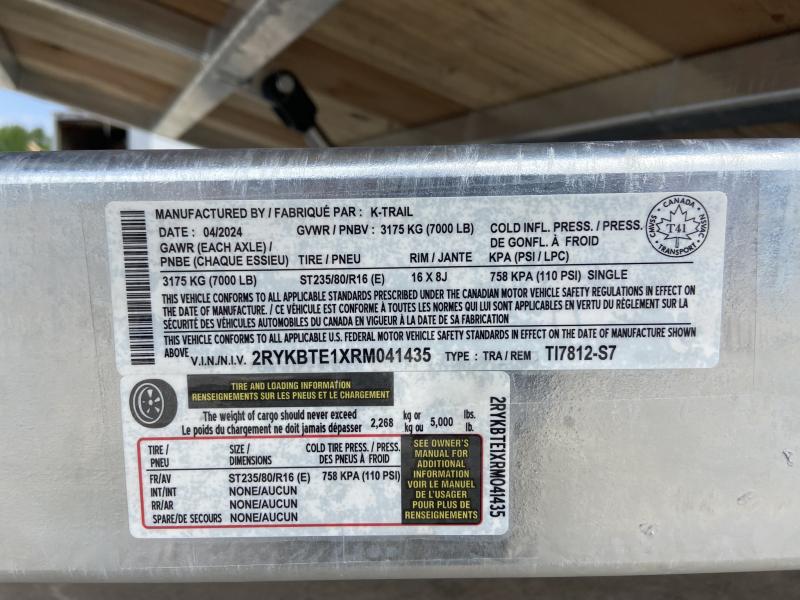 MANUFACTURED BY / FABRIQUÉ PAR : K-TRAIL
DATE : 04/2024 GVWR / PNBV : 3175 KG (7000 LB) COLD INFL. PRESS. / PRESS.
GAWR (EACH AXLE) / DE GONFL. À FROID
PNBE (CHAQUE ESSIEU) TIRE / PNEU RIM / JANTE KPA (PSI / LPC)
3175 KG (7000 LB) ST235/80/R16 (E) 16 X 8J 758 KPA (110 PSI) SINGLE
THIS VEHICLE CONFORMS TO ALL APPLICABLE STANDARDS PRESCRIBED UNDER THE CANADIAN MOTOR VEHICLE SAFETY REGULATIONS IN EFFECT ON
THE DATE OF MANUFACTURE. / CE VÉHICULE EST CONFORME À TOUTES LES NORMES QUI LUI SONT APPLICABLES EN VERTU DU RÉGLEMENT SUR LA
SÉCURITÉ DES VÉHICULES AUTOMOBILES DU CANADA EN VIGUEUR À LA DATE DE SA FABRICATION
THIS VEHICLE CONFORMS TO ALL APPLICABLE U.S. FEDERAL MOTOR VEHICLE SAFETY STANDARDS IN EFFECT ON THE DATE OF MANUFACTURE SHOWN
ABOVE V.I.N./N.I.V. 2RYKBTE1XRM041435 TYPE : TRA / REM TI7812-S7
CANADA
CMVSS
T41
NSVAC
TRANSPORT
TIRE AND LOADING INFORMATION
RENSEIGNEMENTS SUR LES PNEUS ET LE CHARGEMENT
The weight of cargo should never exceed 2,268 kg or 5,000 lbs.
Le poids du chargement ne doit jamais dépasser kg ou lb.
TIRE / SIZE / COLD TIRE PRESS. / PRESS.
PNEU DIMENSIONS DES PNEUS À FROID
FR/AV ST235/80/R16 (E) 758 KPA (110 PSI)
INT/INT NONE/AUCUN
RR/AR NONE/AUCUN
SPARE/DE SECOURS NONE/AUCUN
SEE OWNER'S
MANUAL FOR
ADDITIONAL
INFORMATION
VOIR LE MANUEL
DE L'USAGER
POUR PLUS DE
RENSEIGNEMENTS
2RYKBTE1XRM041435